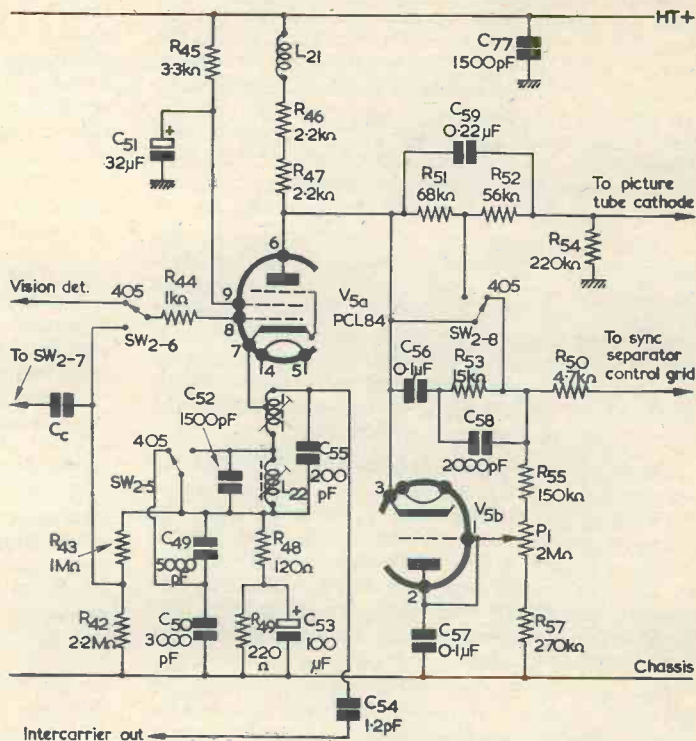 HT+
R45
3·3kΩ
L21
C77
1500pF
C51
32µF
+
R46
2·2kΩ
R47
2·2kΩ
C59
0·22µF
R51
68kΩ
R52
56kΩ
To picture
tube cathode
R54
220kΩ
6
Vision det.
405
R44
1kΩ
9
8
7
4
5
V5a
PCL84
SW2-6
SW2-8
To SW2-7
Cc
C52
1500pF
C56
0·1µF
R53
15kΩ
To sync
separator
control grid
R50
4·7kΩ
C58
2000pF
405
SW2-5
C55
200
pF
L22
3
V5b
1
R55
150kΩ
P1
2MΩ
R43
1MΩ
C49
5000
pF
R48
120Ω
2
R42
2·2MΩ
C50
3000
pF
R49
220
Ω
+
C53
100
µF
C57
0·1µF
R57
270kΩ
Chassis
C54
1·2pF
Intercarrier out